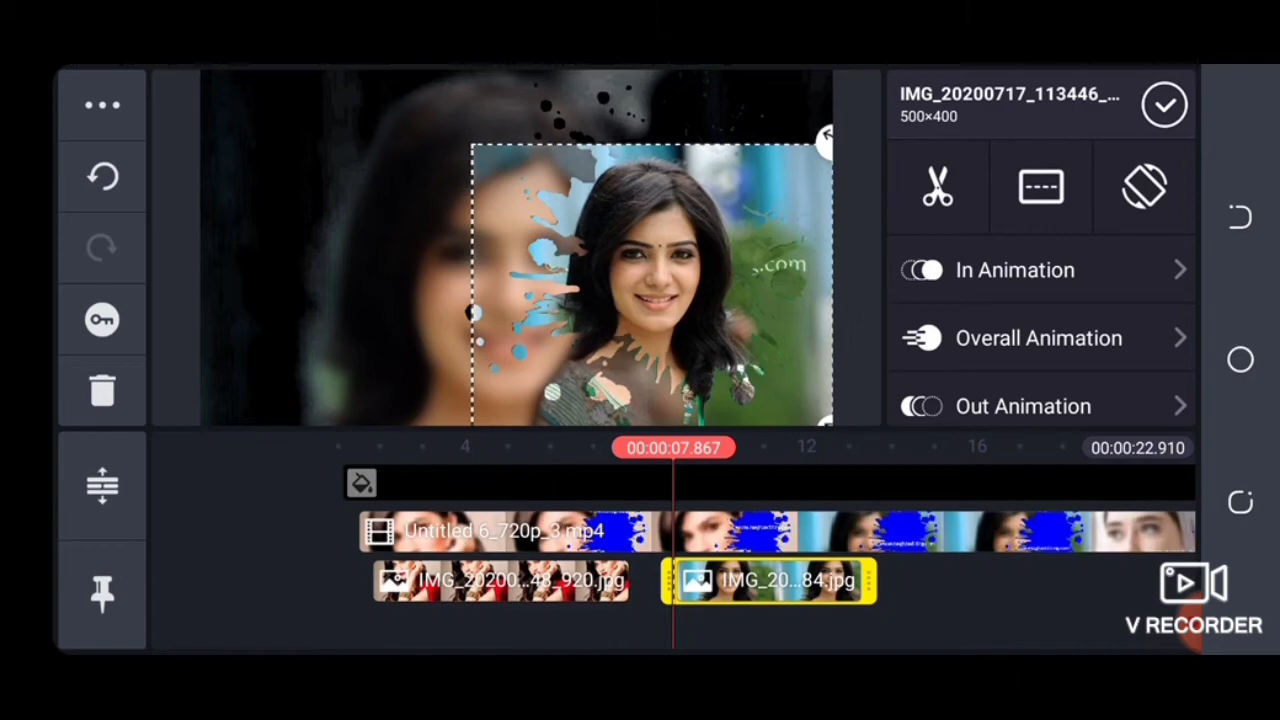 IMG_20200717_113446_...
500×400
s.com
In Animation
Overall Animation
Out Animation
4
00:00:07.867
12
16
00:00:22.910
Untitled 6_720p_3.mp4
IMG_20200...48_920.jpg
IMG_20...84.jpg
V RECORDER